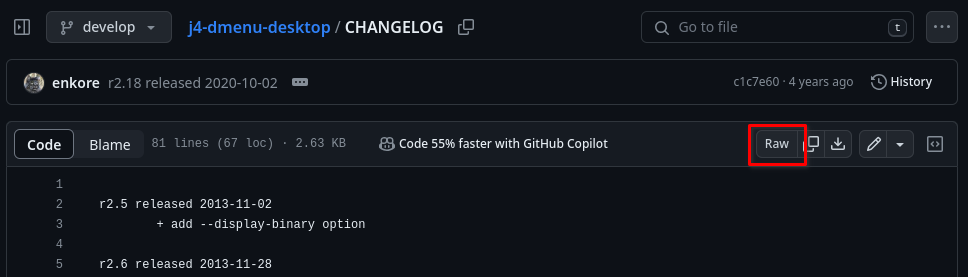 develop j4-dmenu-desktop / CHANGELOG Go to file t
enkore r2.18 released 2020-10-02 c1c7e60 · 4 years ago History
Code Blame 81 lines (67 loc) · 2.63 KB Code 55% faster with GitHub Copilot Raw
1
2 r2.5 released 2013-11-02
3 + add --display-binary option
4
5 r2.6 released 2013-11-28